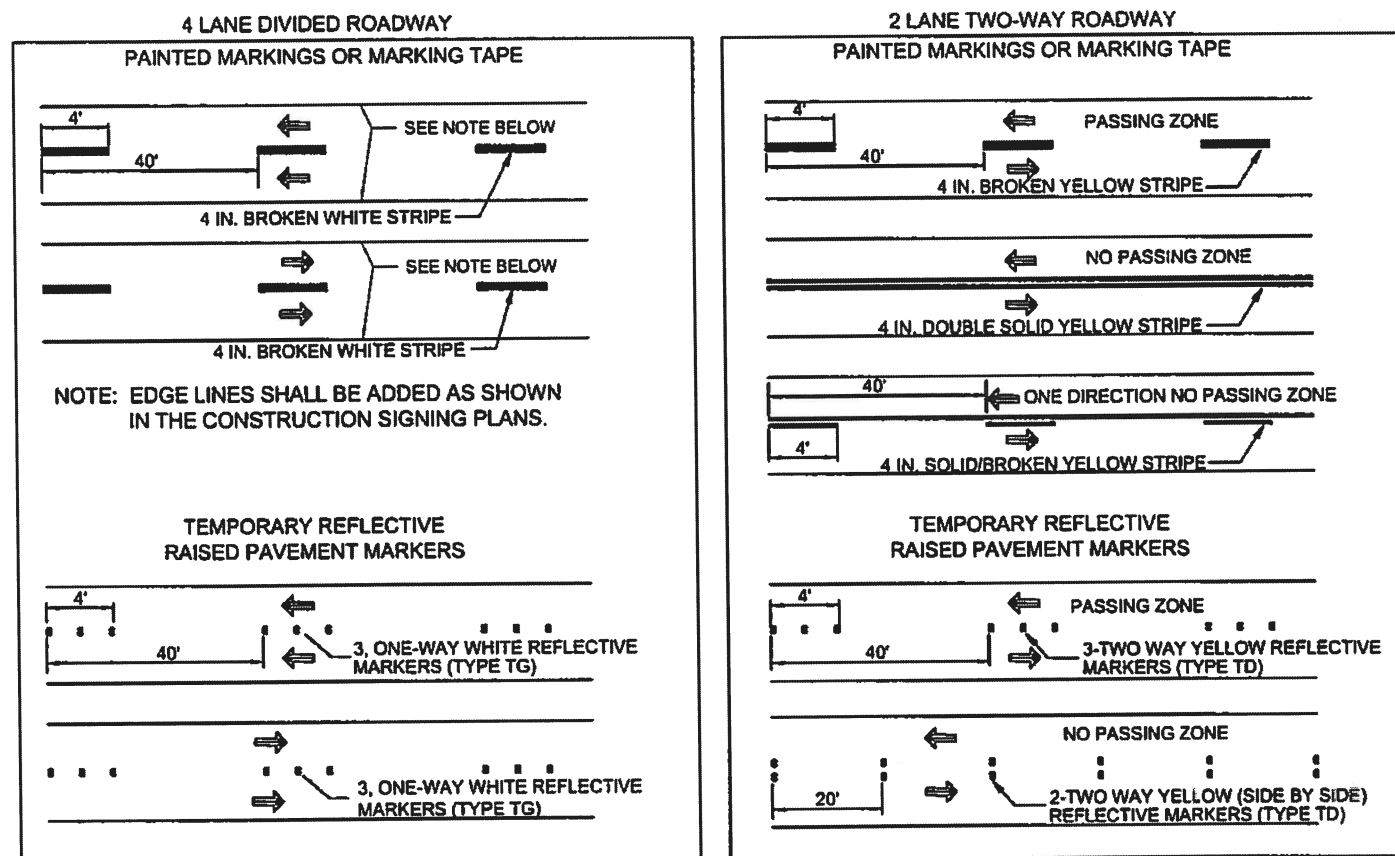 4 LANE DIVIDED ROADWAY
PAINTED MARKINGS OR MARKING TAPE
4'
SEE NOTE BELOW
40'
4 IN. BROKEN WHITE STRIPE
SEE NOTE BELOW
4 IN. BROKEN WHITE STRIPE
NOTE: EDGE LINES SHALL BE ADDED AS SHOWN
IN THE CONSTRUCTION SIGNING PLANS.
TEMPORARY REFLECTIVE
RAISED PAVEMENT MARKERS
4'
40'
3, ONE-WAY WHITE REFLECTIVE
MARKERS (TYPE TG)
3, ONE-WAY WHITE REFLECTIVE
MARKERS (TYPE TG)
2 LANE TWO-WAY ROADWAY
PAINTED MARKINGS OR MARKING TAPE
4'
PASSING ZONE
40'
4 IN. BROKEN YELLOW STRIPE
NO PASSING ZONE
4 IN. DOUBLE SOLID YELLOW STRIPE
40'
ONE DIRECTION NO PASSING ZONE
4'
4 IN. SOLID/BROKEN YELLOW STRIPE
TEMPORARY REFLECTIVE
RAISED PAVEMENT MARKERS
4'
PASSING ZONE
40'
3-TWO WAY YELLOW REFLECTIVE
MARKERS (TYPE TD)
NO PASSING ZONE
20'
2-TWO WAY YELLOW (SIDE BY SIDE)
REFLECTIVE MARKERS (TYPE TD)